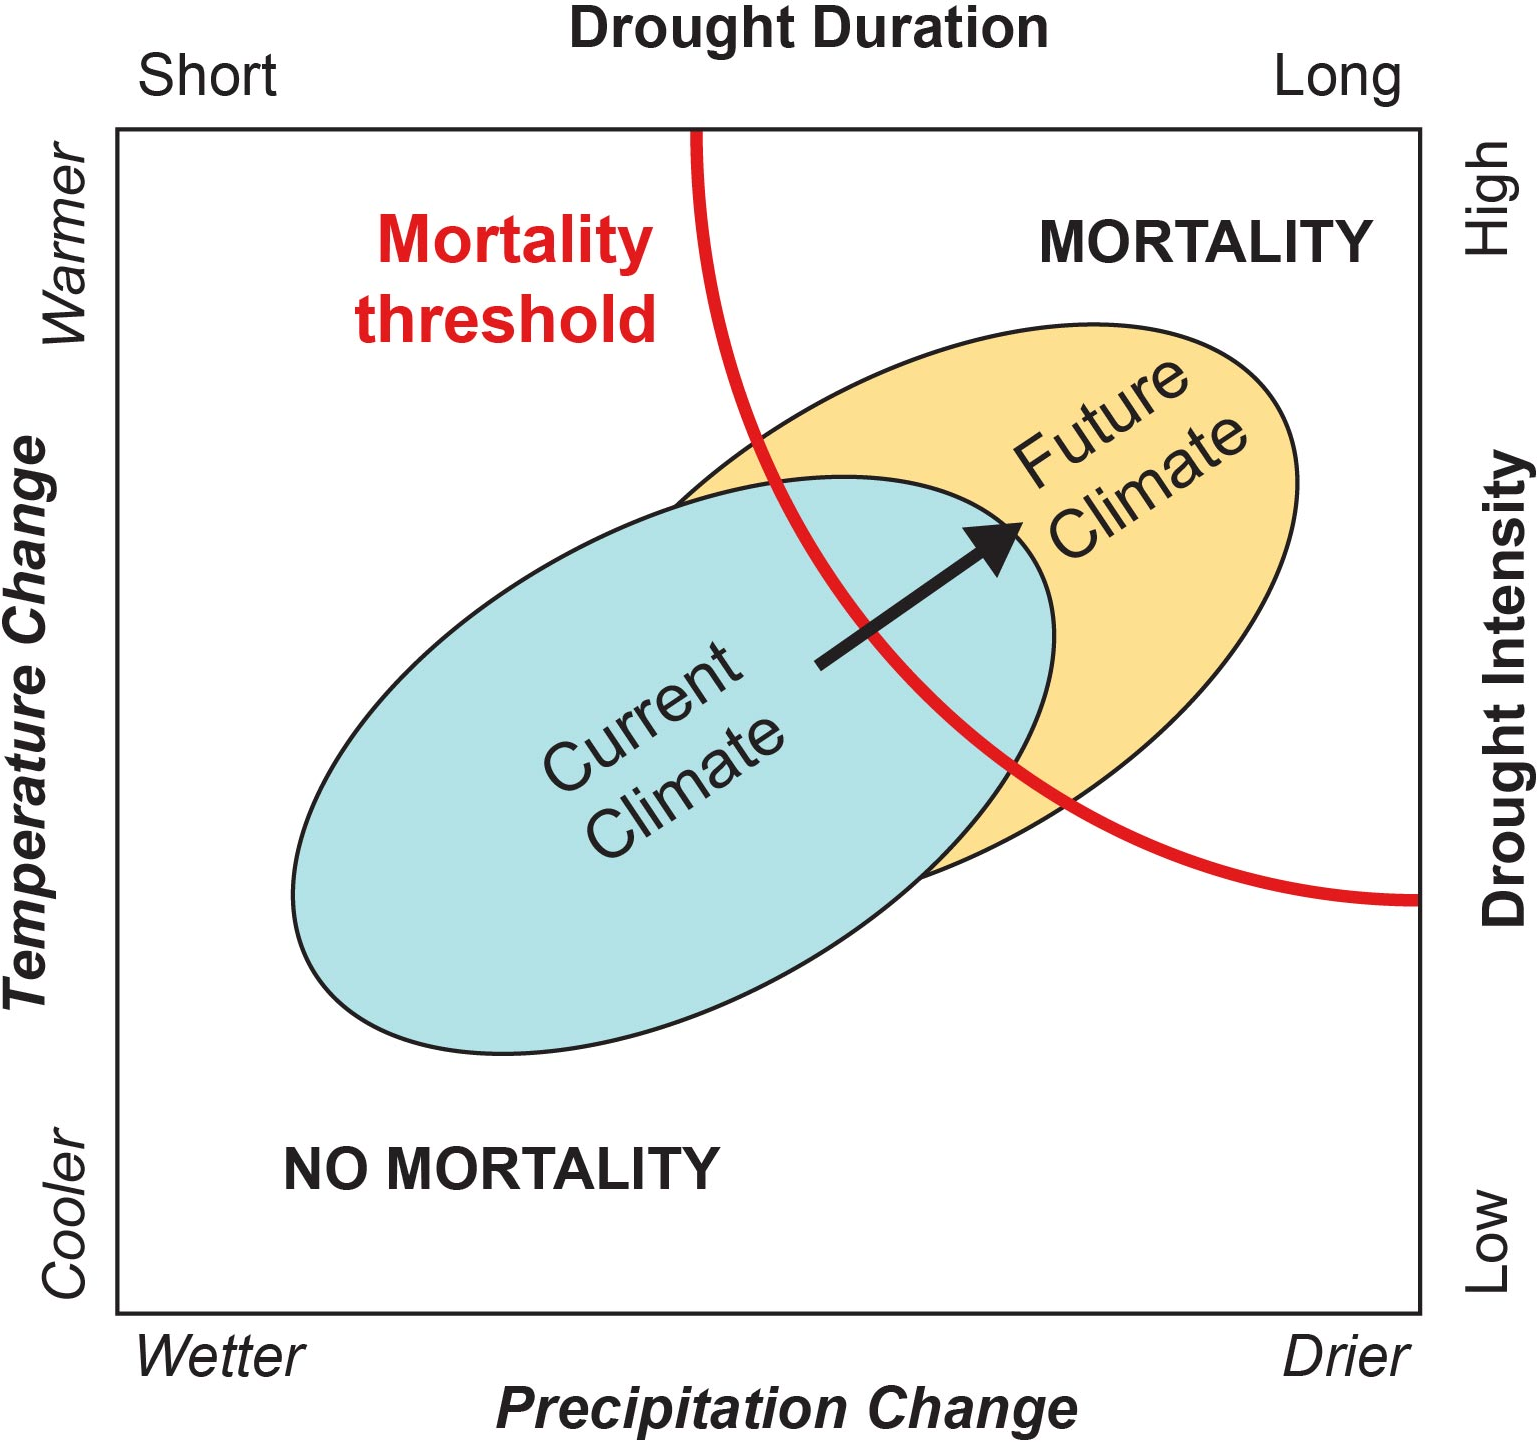 Drought Duration
Short
Long
Warmer
High
Mortality
threshold
MORTALITY
Future
Climate
Temperature Change
Drought Intensity
Current
Climate
NO MORTALITY
Cooler
Low
Wetter
Drier
Precipitation Change